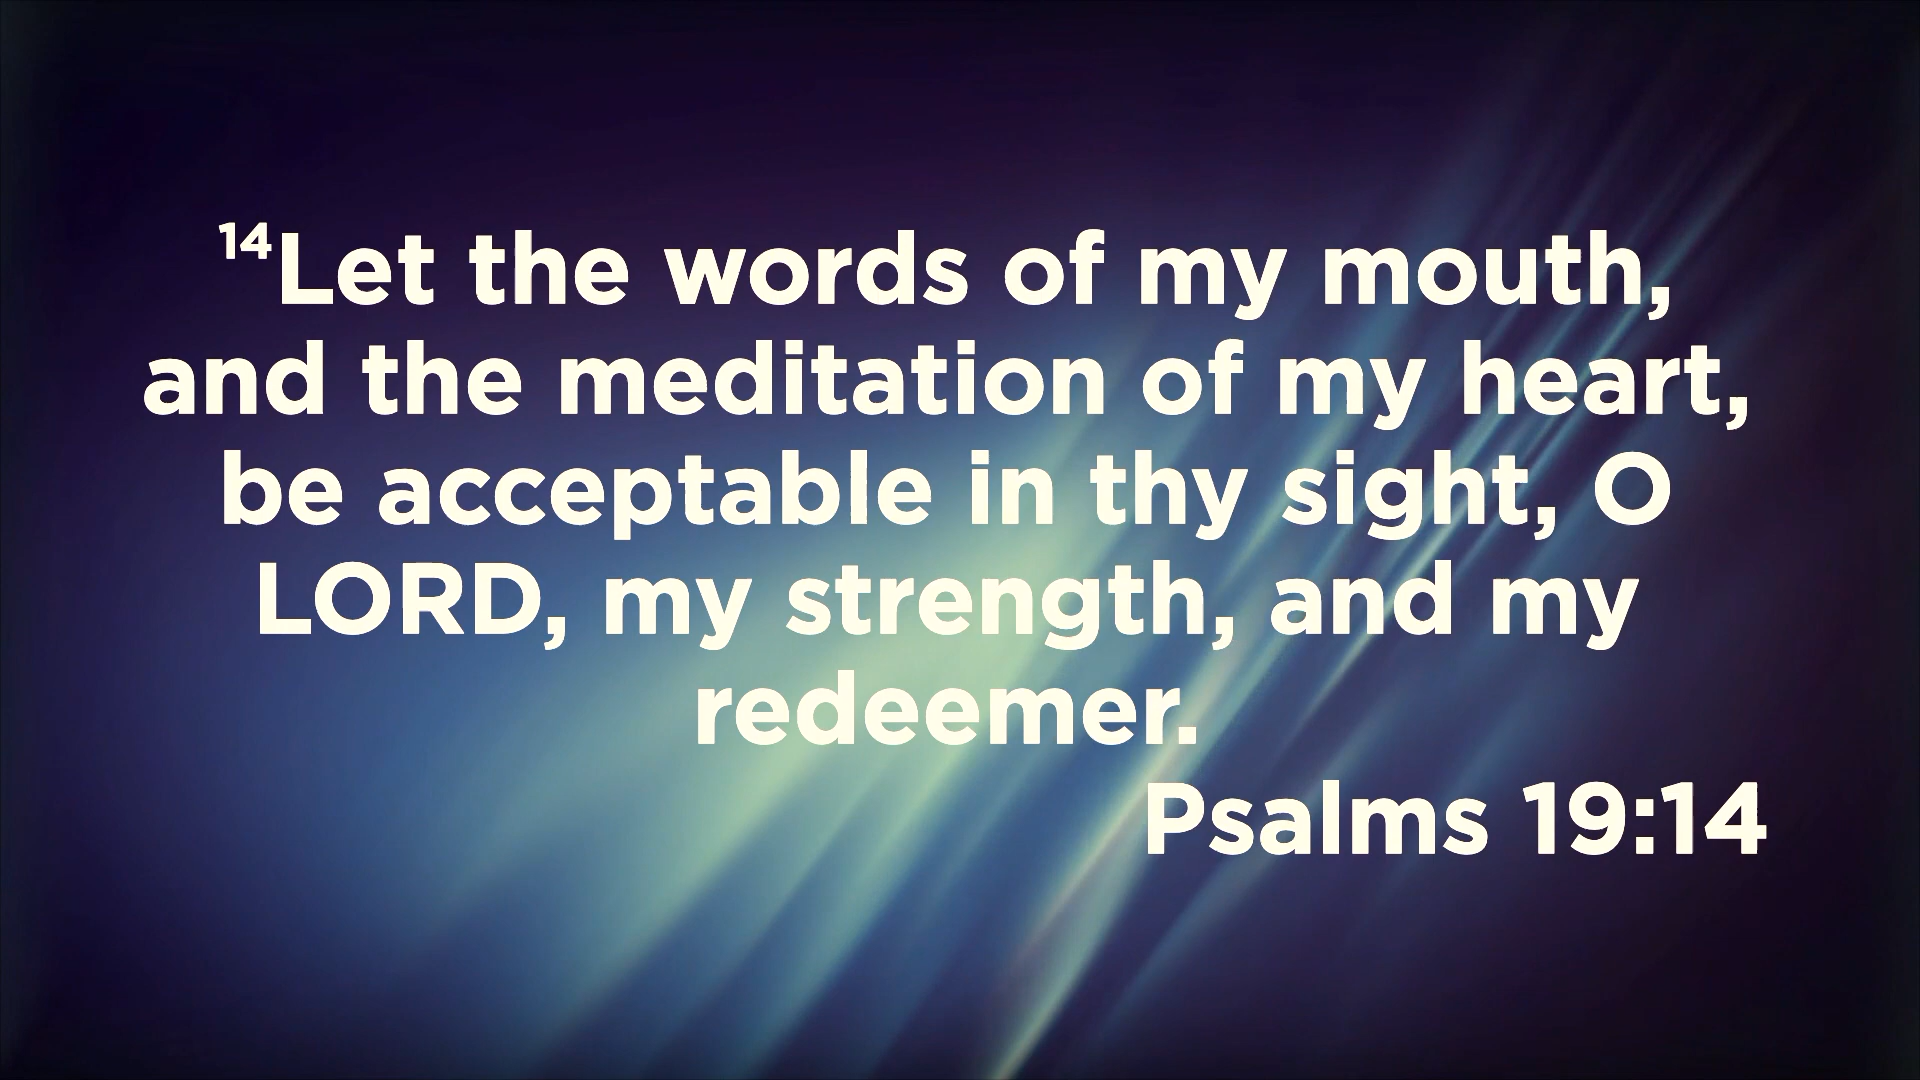 ¹⁴Let the words of my mouth,
and the meditation of my heart,
be acceptable in thy sight, O
LORD, my strength, and my
redeemer.
Psalms 19:14